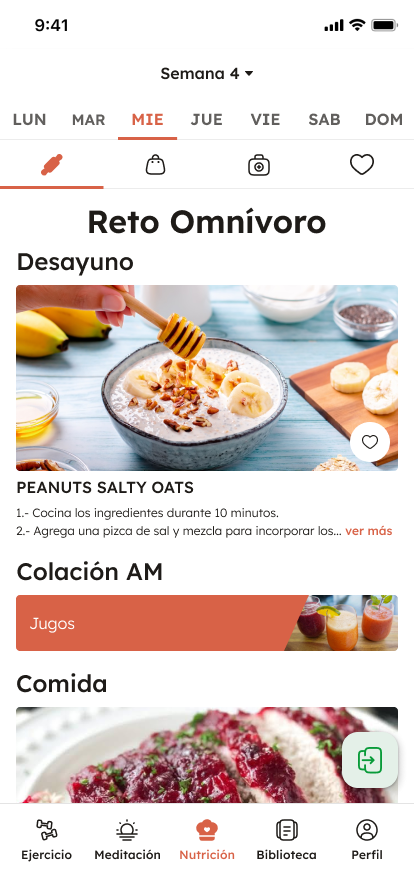 9:41
Semana 4
LUN MAR MIE JUE VIE SAB DOM
Reto Omnívoro
Desayuno
PEANUTS SALTY OATS
1.- Cocina los ingredientes durante 10 minutos.
2.- Agrega una pizca de sal y mezcla para incorporar los... ver más
Colación AM
Jugos
Comida
Ejercicio Meditación Nutrición Biblioteca Perfil